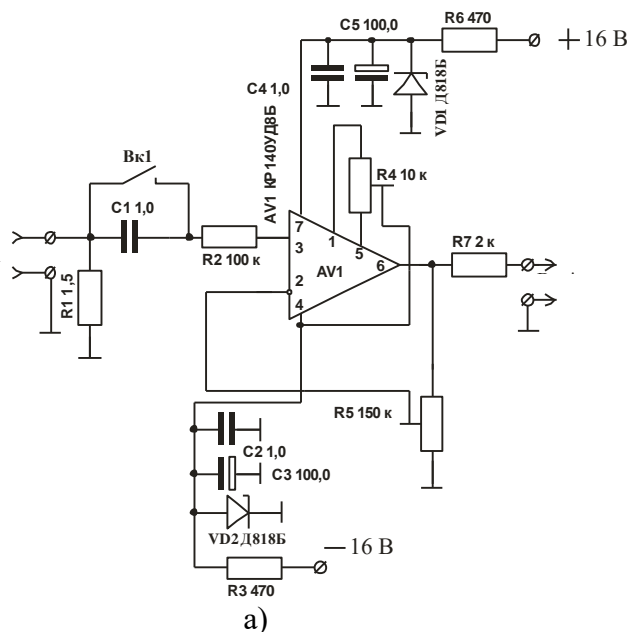 C5 100,0
R6 470
+ 16 В
C4 1,0
VD1 Д818Б
AV1 КР140УД8Б
Вк1
C1 1,0
R2 100 к
R1 1,5
R4 10 к
7
3
1
5
6
2
4
AV1
R7 2 к
R5 150 к
C2 1,0
C3 100,0
VD2 Д818Б
— 16 В
R3 470
а)